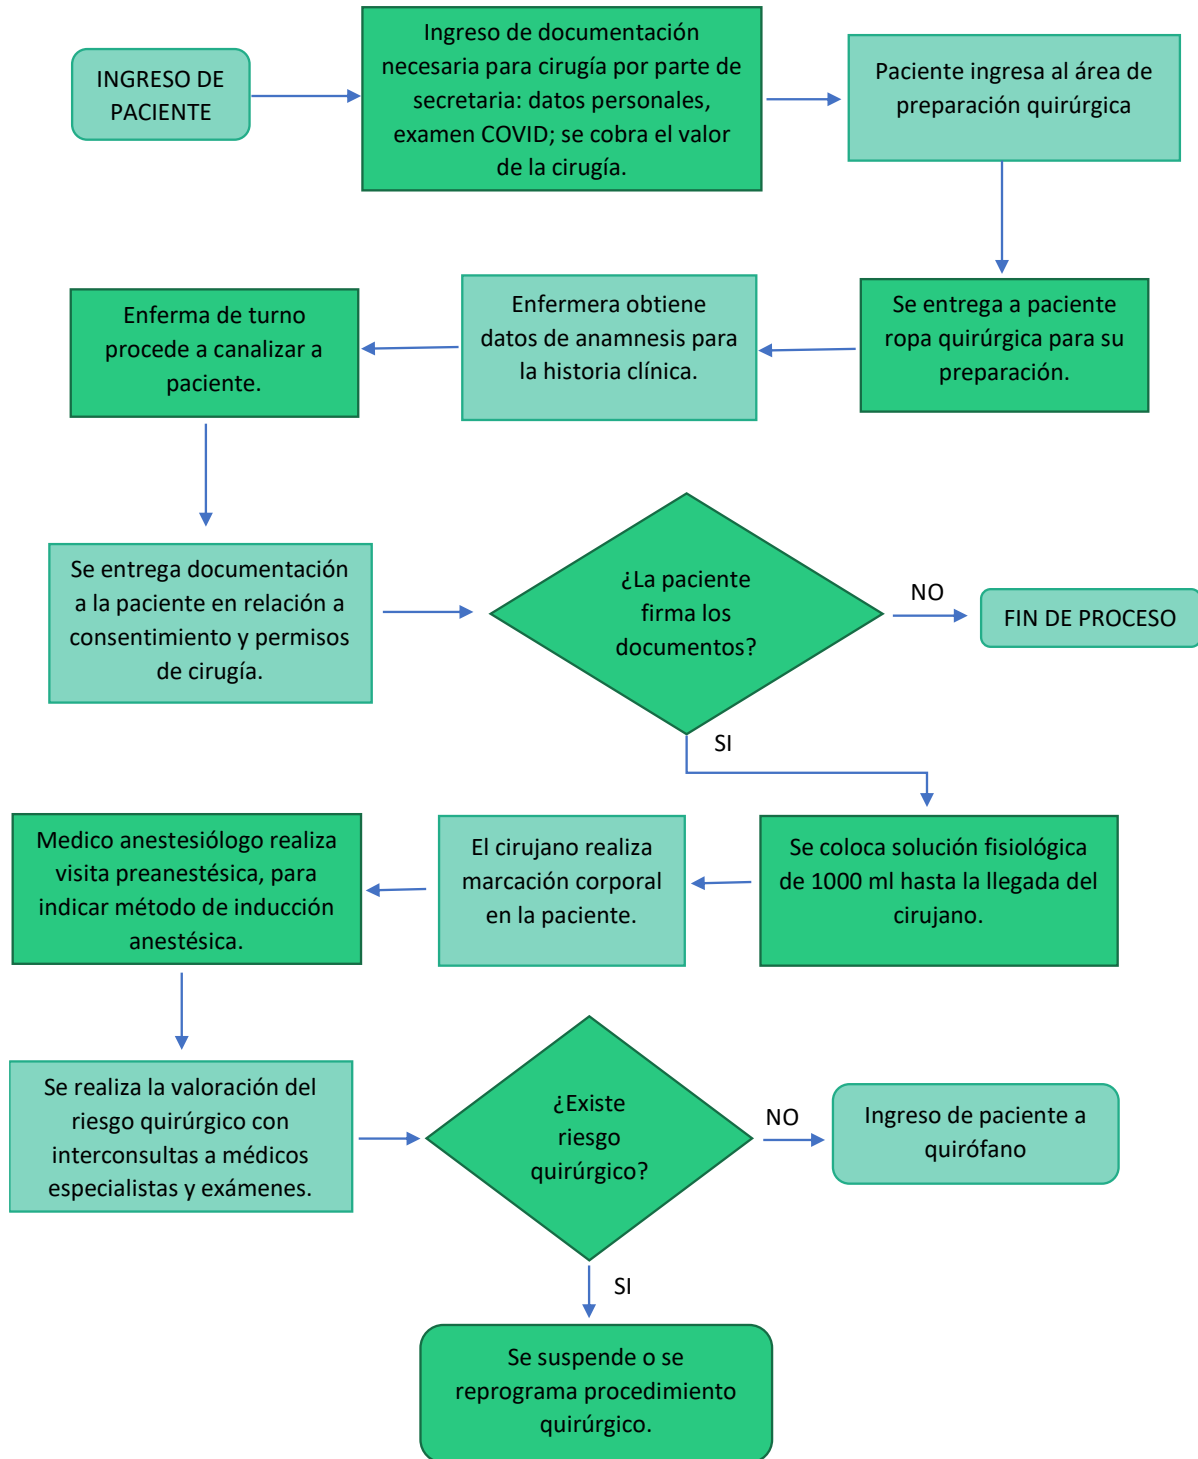 INGRESO DE
PACIENTE
Ingreso de documentación
necesaria para cirugía por parte de
secretaria: datos personales,
examen COVID; se cobra el valor
de la cirugía.
Paciente ingresa al área de
preparación quirúrgica
Se entrega a paciente
ropa quirúrgica para su
preparación.
Enfermera obtiene
datos de anamnesis para
la historia clínica.
Enferma de turno
procede a canalizar a
paciente.
Se entrega documentación
a la paciente en relación a
consentimiento y permisos
de cirugía.
¿La paciente
firma los
documentos?
NO
FIN DE PROCESO
SI
Se coloca solución fisiológica
de 1000 ml hasta la llegada del
cirujano.
El cirujano realiza
marcación corporal
en la paciente.
Medico anestesiólogo realiza
visita preanestésica, para
indicar método de inducción
anestésica.
Se realiza la valoración del
riesgo quirúrgico con
interconsultas a médicos
especialistas y exámenes.
¿Existe
riesgo
quirúrgico?
NO
Ingreso de paciente a
quirófano
SI
Se suspende o se
reprograma procedimiento
quirúrgico.